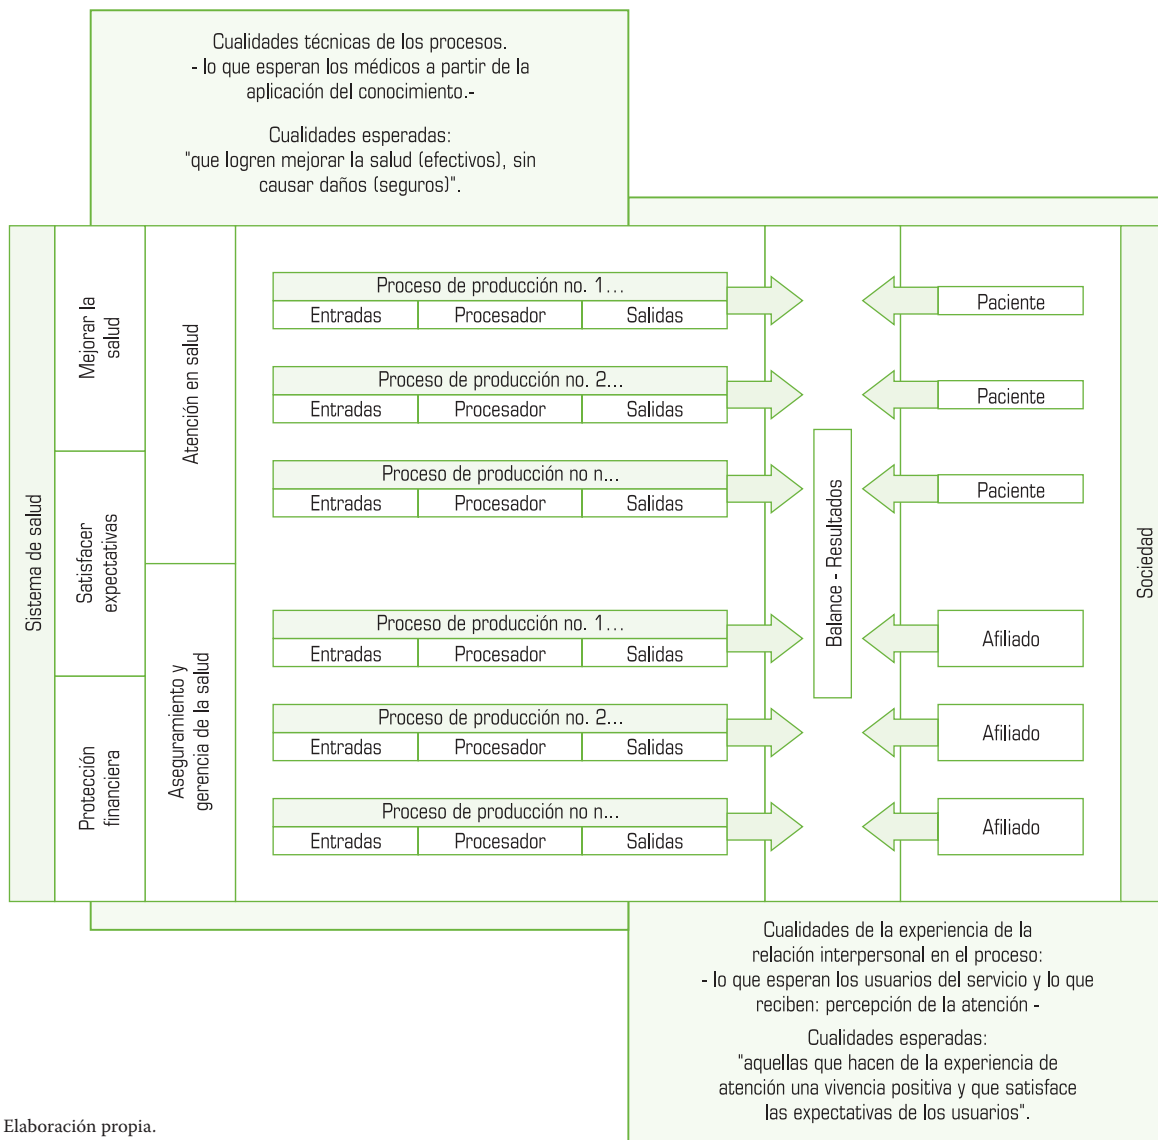 Cualidades técnicas de los procesos.
- lo que esperan los médicos a partir de la
aplicación del conocimiento.-
Cualidades esperadas:
"que logren mejorar la salud (efectivos), sin
causar daños (seguros)".
Sistema de salud
Mejorar la
salud
Satisfacer
expectativas
Protección
financiera
Atención en salud
Aseguramiento y
gerencia de la salud
Proceso de producción no. 1...
Entradas Procesador Salidas
Paciente
Proceso de producción no. 2...
Entradas Procesador Salidas
Paciente
Proceso de producción no n...
Entradas Procesador Salidas
Paciente
Balance - Resultados
Sociedad
Proceso de producción no. 1...
Entradas Procesador Salidas
Afiliado
Proceso de producción no. 2...
Entradas Procesador Salidas
Afiliado
Proceso de producción no n...
Entradas Procesador Salidas
Afiliado
Cualidades de la experiencia de la
relación interpersonal en el proceso:
- lo que esperan los usuarios del servicio y lo que
reciben: percepción de la atención -
Cualidades esperadas:
"aquellas que hacen de la experiencia de
atención una vivencia positiva y que satisface
las expectativas de los usuarios".
Elaboración propia.